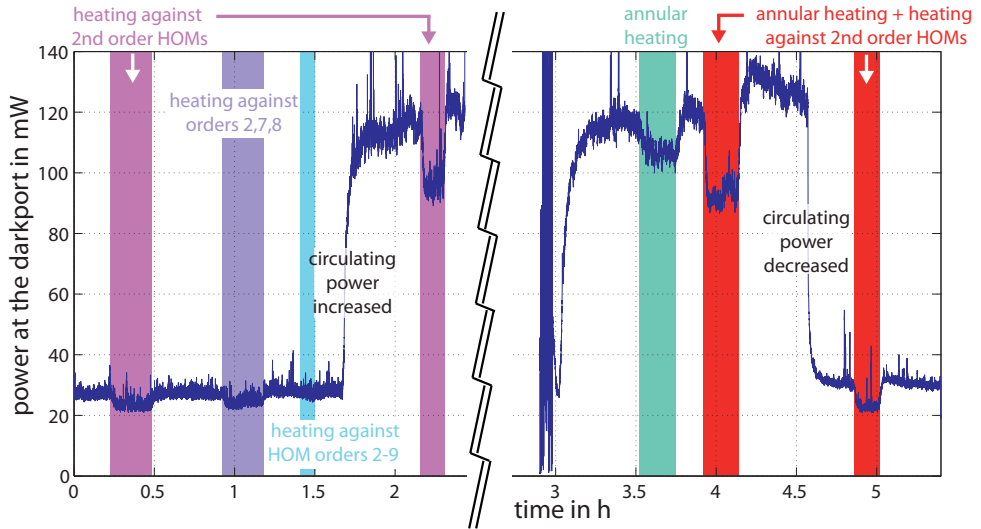 heating against
2nd order HOMs
annular
heating
annular heating + heating
against 2nd order HOMs
heating against
orders 2,7,8
circulating
power
increased
circulating
power
decreased
heating against
HOM orders 2-9
power at the darkport in mW
140
120
100
80
60
40
20
0
0
0.5
1
1.5
2
3
3.5
4
4.5
5
time in h